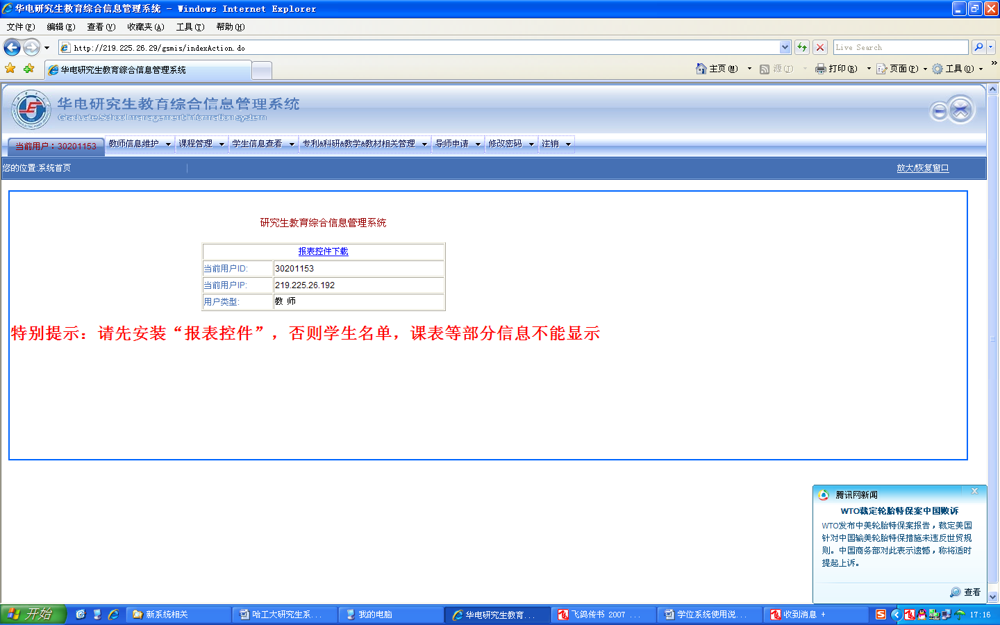 华电研究生教育综合信息管理系统 - Windows Internet Explorer
文件(F) 编辑(E) 查看(V) 收藏夹(A) 工具(T) 帮助(H)
http://219.225.26.29/gsmis/indexAction.do
Live Search
华电研究生教育综合信息管理系统
主页(M) 源(J) 打印(R) 页面(P) 工具(O) »
华电研究生教育综合信息管理系统
Graduate School management information system
当前用户：30201153 教师信息维护 课程管理 学生信息查看 专利&科研&教学&教材相关管理 导师申请 修改密码 注销
您的位置:系统首页 放大/恢复窗口
研究生教育综合信息管理系统
报表控件下载
当前用户ID: 30201153
当前用户IP: 219.225.26.192
用户类型: 教 师
特别提示：请先安装“报表控件”，否则学生名单，课表等部分信息不能显示
腾讯网新闻
WTO裁定轮胎特保案中国败诉
WTO发布中美轮胎特保案报告，裁定美国
针对中国输美轮胎特保措施未违反世贸规
则。中国商务部对此表示遗憾，称将适时
提起上诉。
查看
开始 新系统相关 哈工大研究生系... 我的电脑 华电研究生教育... 飞鸽传书 2007 ... 学位系统使用说... 收到消息 + 17:16